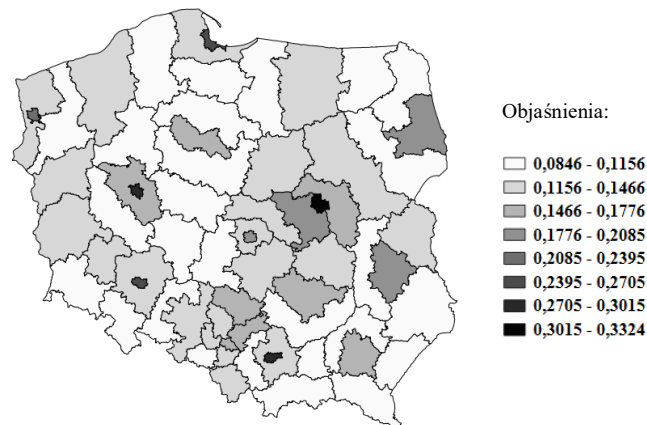 Objaśnienia:
0,0846 - 0,1156
0,1156 - 0,1466
0,1466 - 0,1776
0,1776 - 0,2085
0,2085 - 0,2395
0,2395 - 0,2705
0,2705 - 0,3015
0,3015 - 0,3324